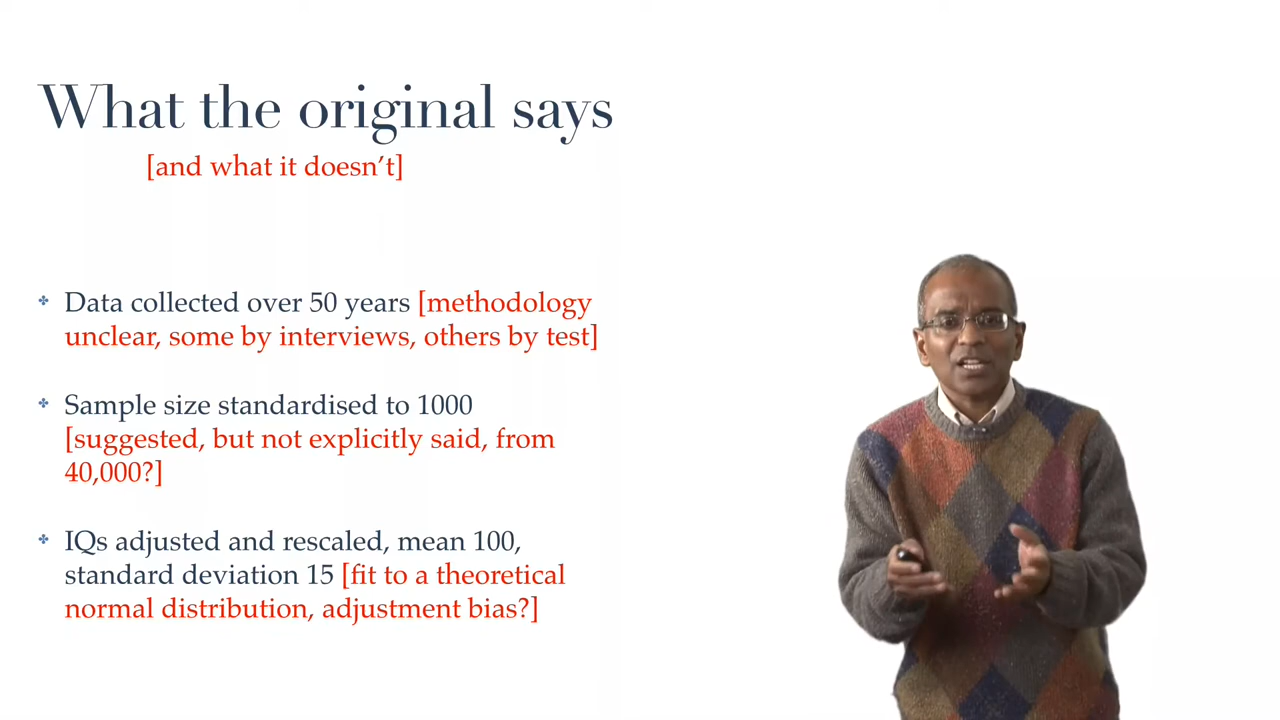 What the original says
[and what it doesn’t]
Data collected over 50 years [methodology
unclear, some by interviews, others by test]
Sample size standardised to 1000
[suggested, but not explicitly said, from
40,000?]
IQs adjusted and rescaled, mean 100,
standard deviation 15 [fit to a theoretical
normal distribution, adjustment bias?]